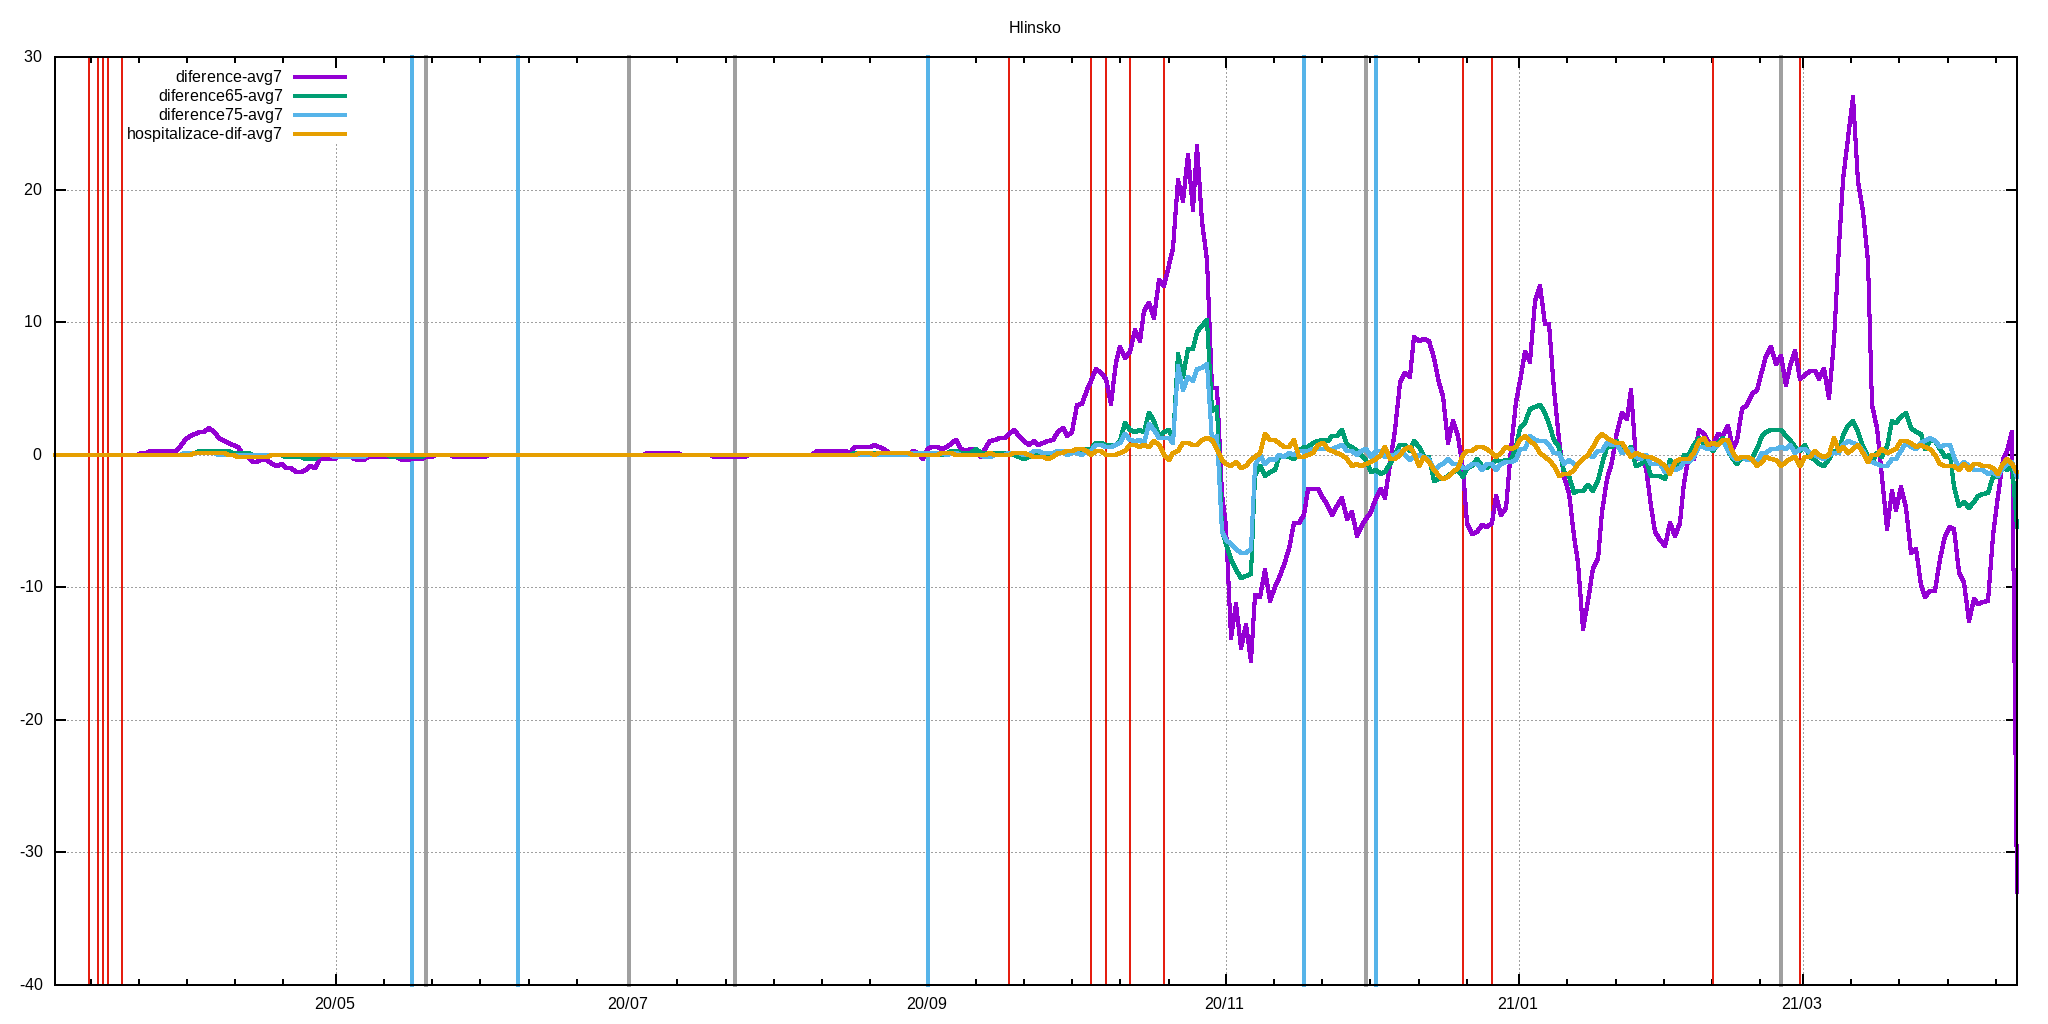 Hlinsko
diference-avg7
diference65-avg7
diference75-avg7
hospitalizace-dif-avg7
30
20
10
0
-10
-20
-30
-40
20/05 20/07 20/09 20/11 21/01 21/03